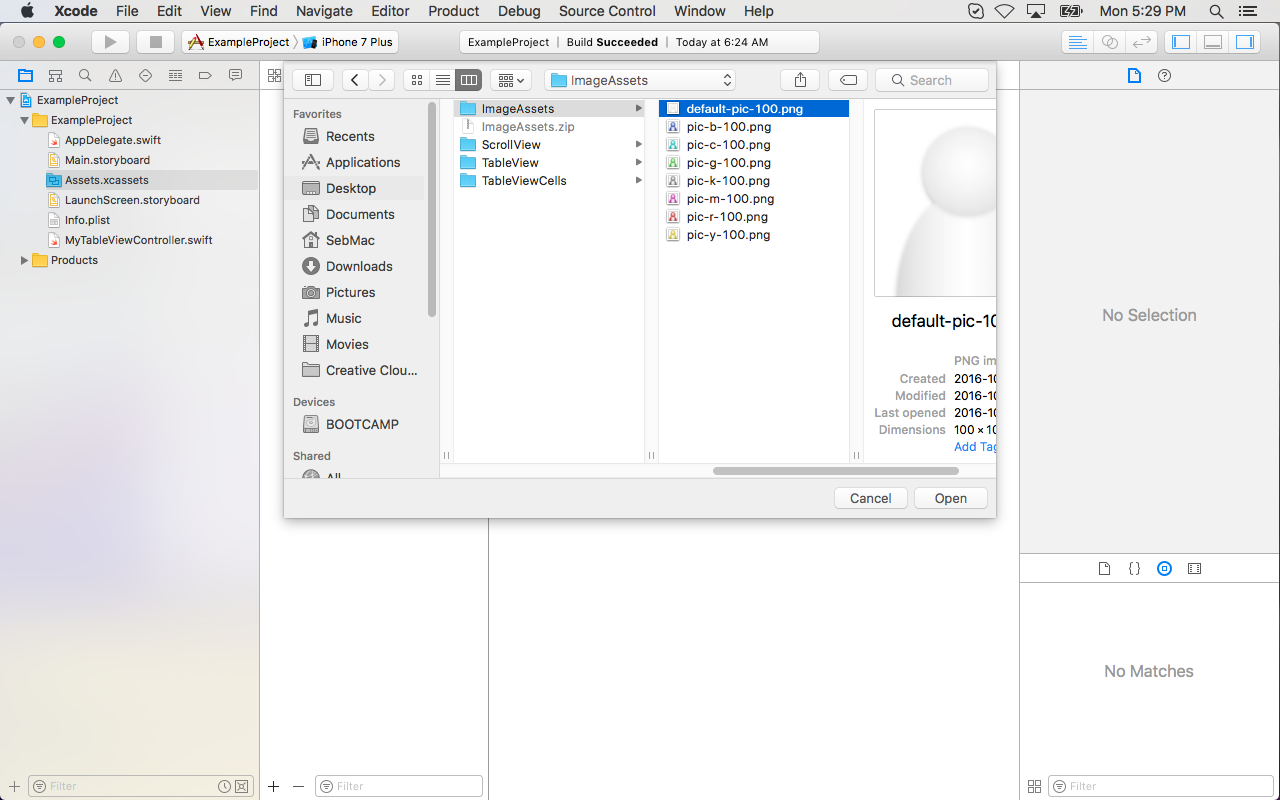 Xcode File Edit View Find Navigate Editor Product Debug Source Control Window Help Mon 5:29 PM
ExampleProject iPhone 7 Plus ExampleProject | Build Succeeded | Today at 6:24 AM
ImageAssets Search
ExampleProject
ExampleProject
AppDelegate.swift
Main.storyboard
Assets.xcassets
LaunchScreen.storyboard
Info.plist
MyTableViewController.swift
Products
Favorites
Recents
Applications
Desktop
Documents
SebMac
Downloads
Pictures
Music
Movies
Creative Clou...
Devices
BOOTCAMP
Shared
All
ImageAssets
ImageAssets.zip
ScrollView
TableView
TableViewCells
default-pic-100.png
pic-b-100.png
pic-c-100.png
pic-g-100.png
pic-k-100.png
pic-m-100.png
pic-r-100.png
pic-y-100.png
default-pic-10
PNG im
Created 2016-10
Modified 2016-10
Last opened 2016-10
Dimensions 100 × 10
Add Tag
Cancel Open
No Selection
{}
No Matches
Filter
Filter
Filter